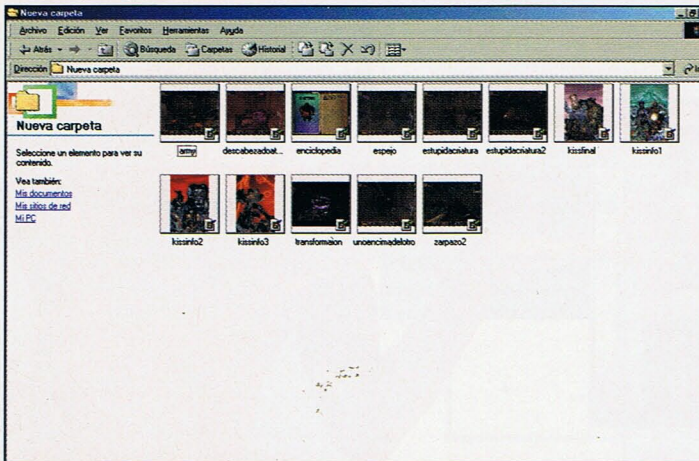 Nueva carpeta
Archivo Edición Ver Favoritos Herramientas Ayuda
Atrás Búsqueda Carpetas Historial
Dirección Nueva carpeta
Nueva carpeta
Seleccione un elemento para ver su
contenido.
Vea también:
Mis documentos
Mis sitios de red
Mi PC
army descabezadoat... enciclopedia espejo estupidacriatura estupidacriatura2 kissfinal kissinfo1
kissinfo2 kissinfo3 transformaion unoencimadelotro zarpazo2